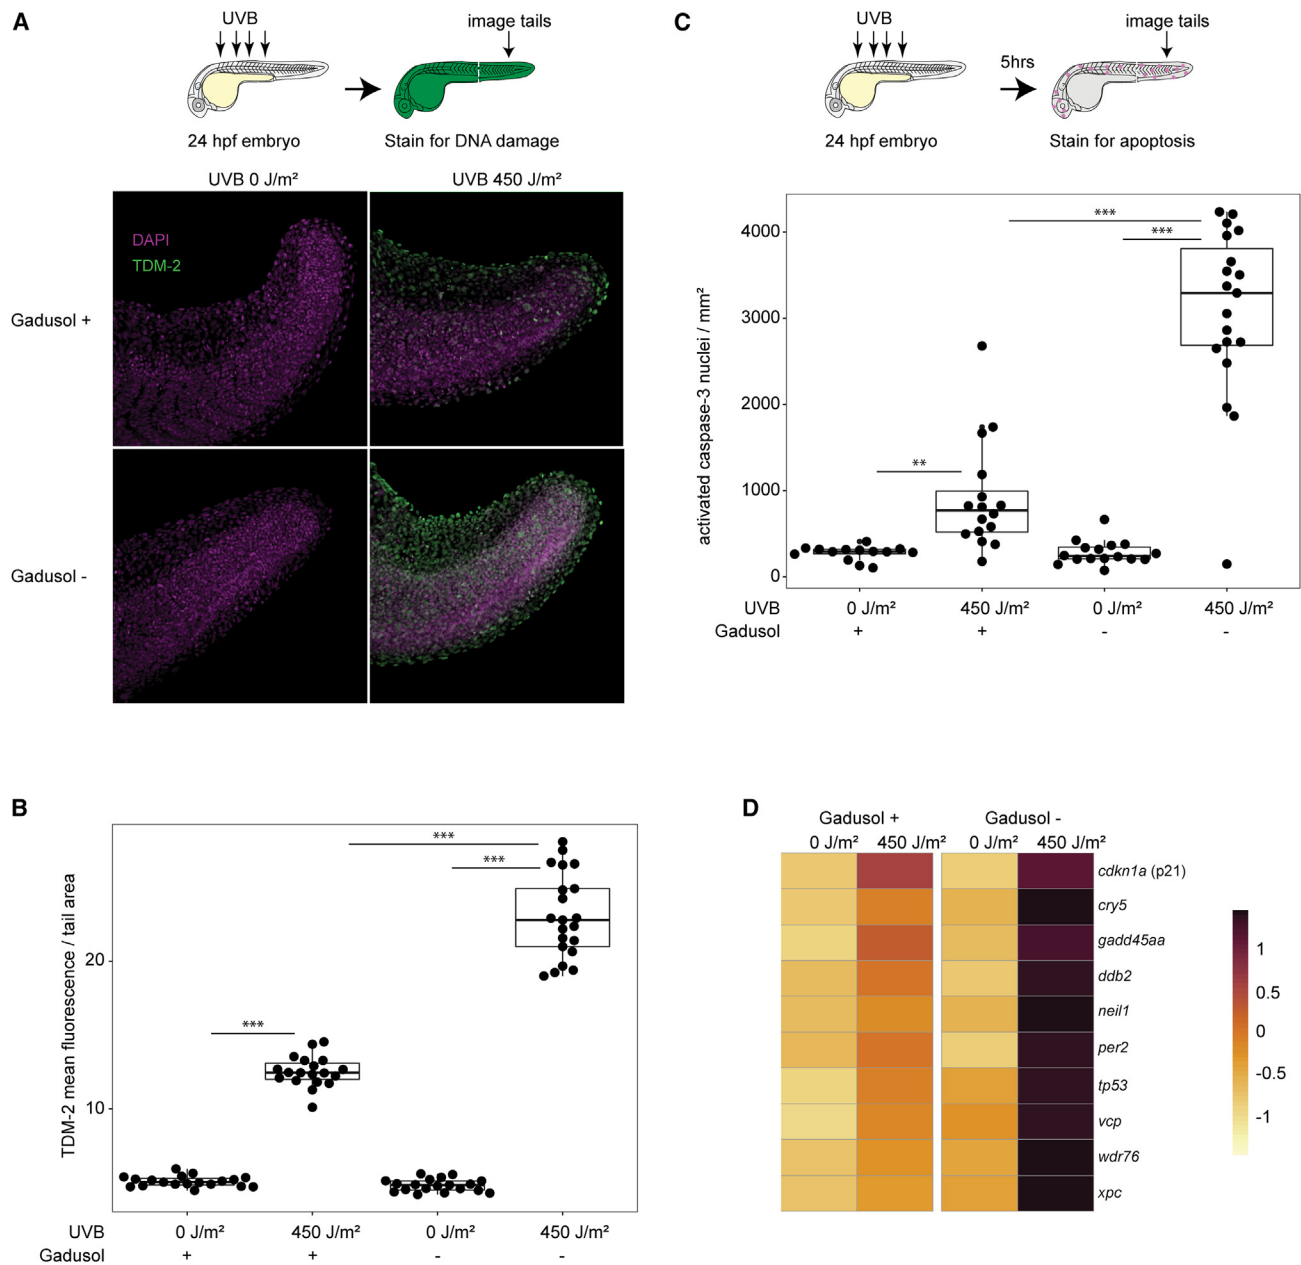 A
UVB
image tails
24 hpf embryo
Stain for DNA damage
UVB 0 J/m²
UVB 450 J/m²
DAPI
TDM-2
Gadusol +
Gadusol -
B
TDM-2 mean fluorescence / tail area
20
10
***
***
***
UVB 0 J/m² 450 J/m² 0 J/m² 450 J/m²
Gadusol + + - -
C
UVB
image tails
5hrs
24 hpf embryo
Stain for apoptosis
activated caspase-3 nuclei / mm²
4000
3000
2000
1000
0
***
***
**
UVB 0 J/m² 450 J/m² 0 J/m² 450 J/m²
Gadusol + + - -
D
Gadusol + Gadusol -
0 J/m² 450 J/m² 0 J/m² 450 J/m²
cdkn1a (p21)
cry5
gadd45aa
ddb2
neil1
per2
tp53
vcp
wdr76
xpc
1
0.5
0
-0.5
-1